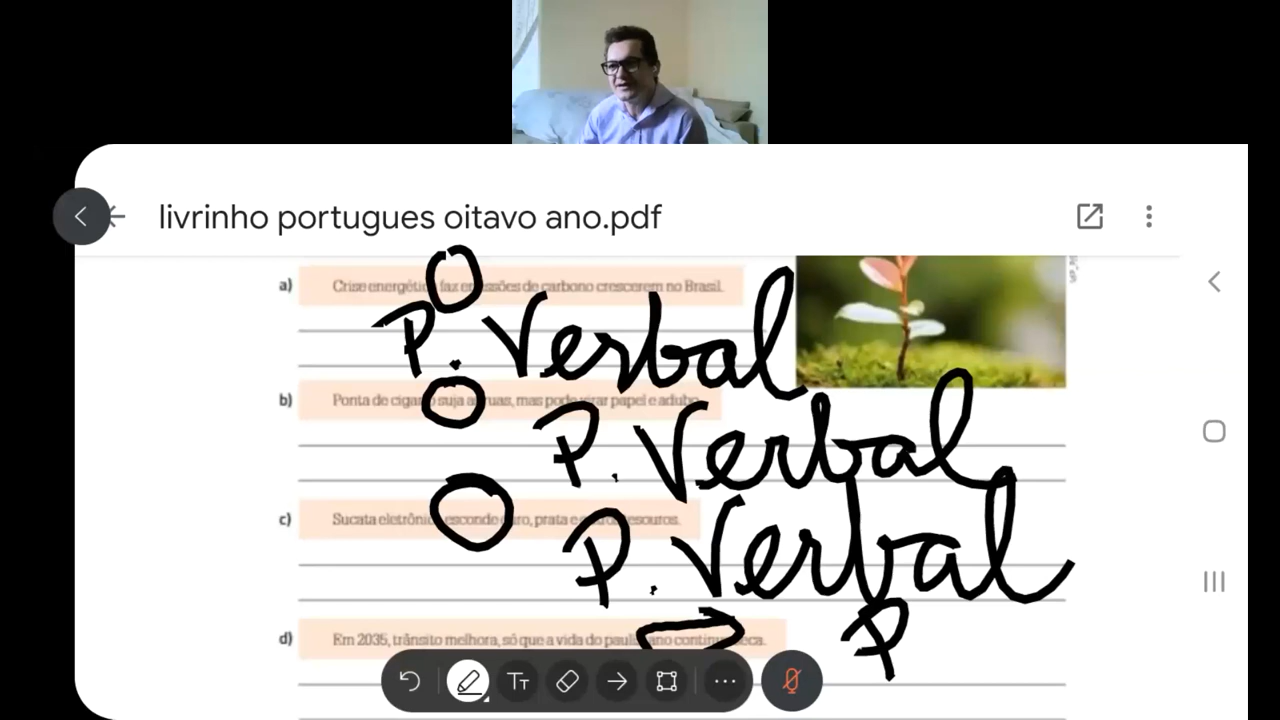 livrinho portugues oitavo ano.pdf
a) Crise energética faz emissões de carbono crescerem no Brasil.
P. Verbal
b) Ponta de cigarro suja as ruas, mas pode virar papel e adubo.
P. Verbal
c) Sucata eletrônica esconde ouro, prata e tesouros.
P. Verbal
d) Em 2035, trânsito melhora, só que a vida do paulistano continua seca.
P
Tт